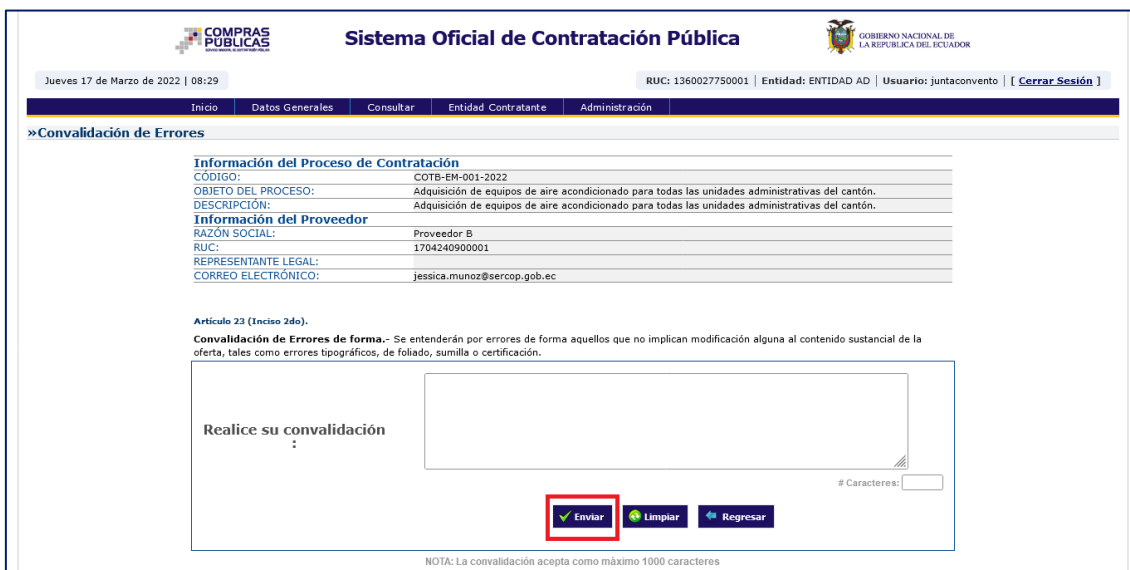 COMPRAS
PÚBLICAS
Sistema Oficial de Contratación Pública
GOBIERNO NACIONAL DE
LA REPUBLICA DEL ECUADOR
Jueves 17 de Marzo de 2022 | 08:29
RUC: 1360027750001 | Entidad: ENTIDAD AD | Usuario: juntaconvento | [ Cerrar Sesión ]
Inicio Datos Generales Consultar Entidad Contratante Administración
»Convalidación de Errores
Información del Proceso de Contratación
CÓDIGO: COTB-EM-001-2022
OBJETO DEL PROCESO: Adquisición de equipos de aire acondicionado para todas las unidades administrativas del cantón.
DESCRIPCIÓN: Adquisición de equipos de aire acondicionado para todas las unidades administrativas del cantón.
Información del Proveedor
RAZÓN SOCIAL: Proveedor B
RUC: 1704240900001
REPRESENTANTE LEGAL:
CORREO ELECTRÓNICO: jessica.munoz@sercop.gob.ec
Artículo 23 (Inciso 2do).
Convalidación de Errores de forma.- Se entenderán por errores de forma aquellos que no implican modificación alguna al contenido sustancial de la
oferta, tales como errores tipográficos, de foliado, sumilla o certificación.
Realice su convalidación
:
# Caracteres:
Enviar Limpiar Regresar
NOTA: La convalidación acepta como máximo 1000 caracteres